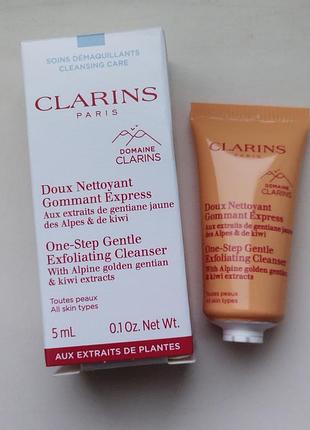 SOINS DÉMAQUILLANTS
CLEANSING CARE
CLARINS
PARIS
DOMAINE
CLARINS
Doux Nettoyant
Gommant Express
Aux extraits de gentiane jaune
des Alpes & de kiwi
One-Step Gentle
Exfoliating Cleanser
With Alpine golden gentian
& kiwi extracts
Toutes peaux
All skin types
5 mL 0.1 Oz. Net Wt.
AUX EXTRAITS DE PLANTES
CLARINS
PARIS
DOMAINE
CLARINS
Doux Nettoyant
Gommant Express
Aux extraits de gentiane jaune
des Alpes & de kiwi
One-Step Gentle
Exfoliating Cleanser
With Alpine golden gentian
& kiwi extracts
Toutes peaux
All skin types